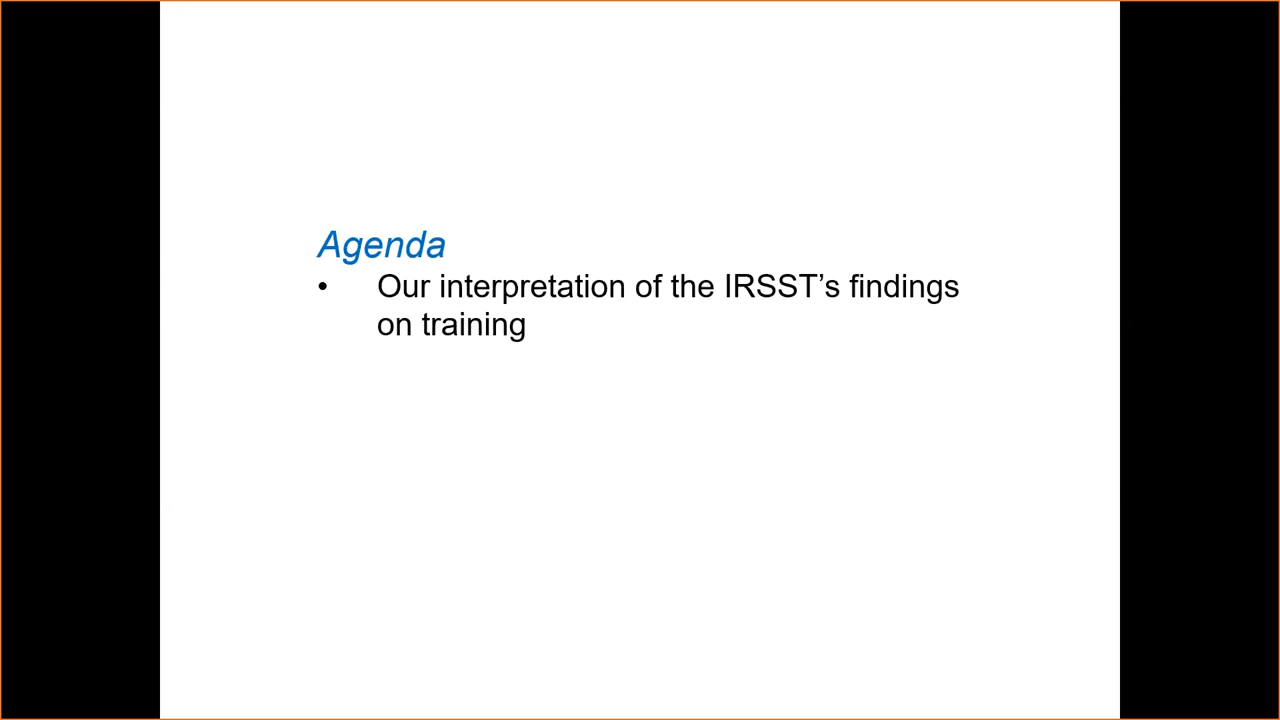 Agenda
• Our interpretation of the IRSST’s findings
on training